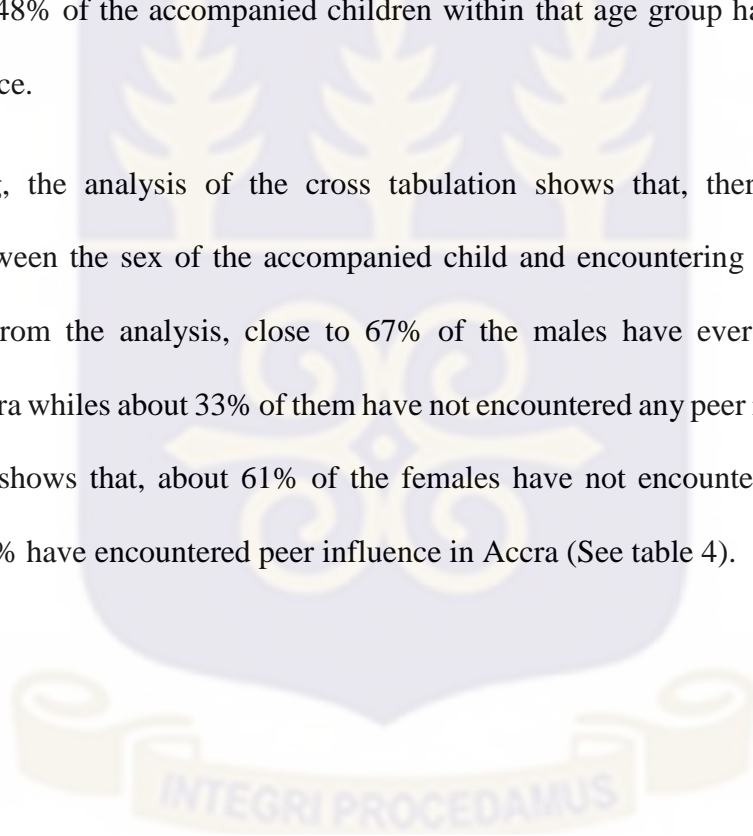 48% of the accompanied children within that age group
ce.
the analysis of the cross tabulation shows that,
ween the sex of the accompanied child and encountering
rom the analysis, close to 67% of the males have ever
ra whiles about 33% of them have not encountered any peer
shows that, about 61% of the females have not
% have encountered peer influence in Accra (See table 4).
INTEGRI PROCEDAMUS